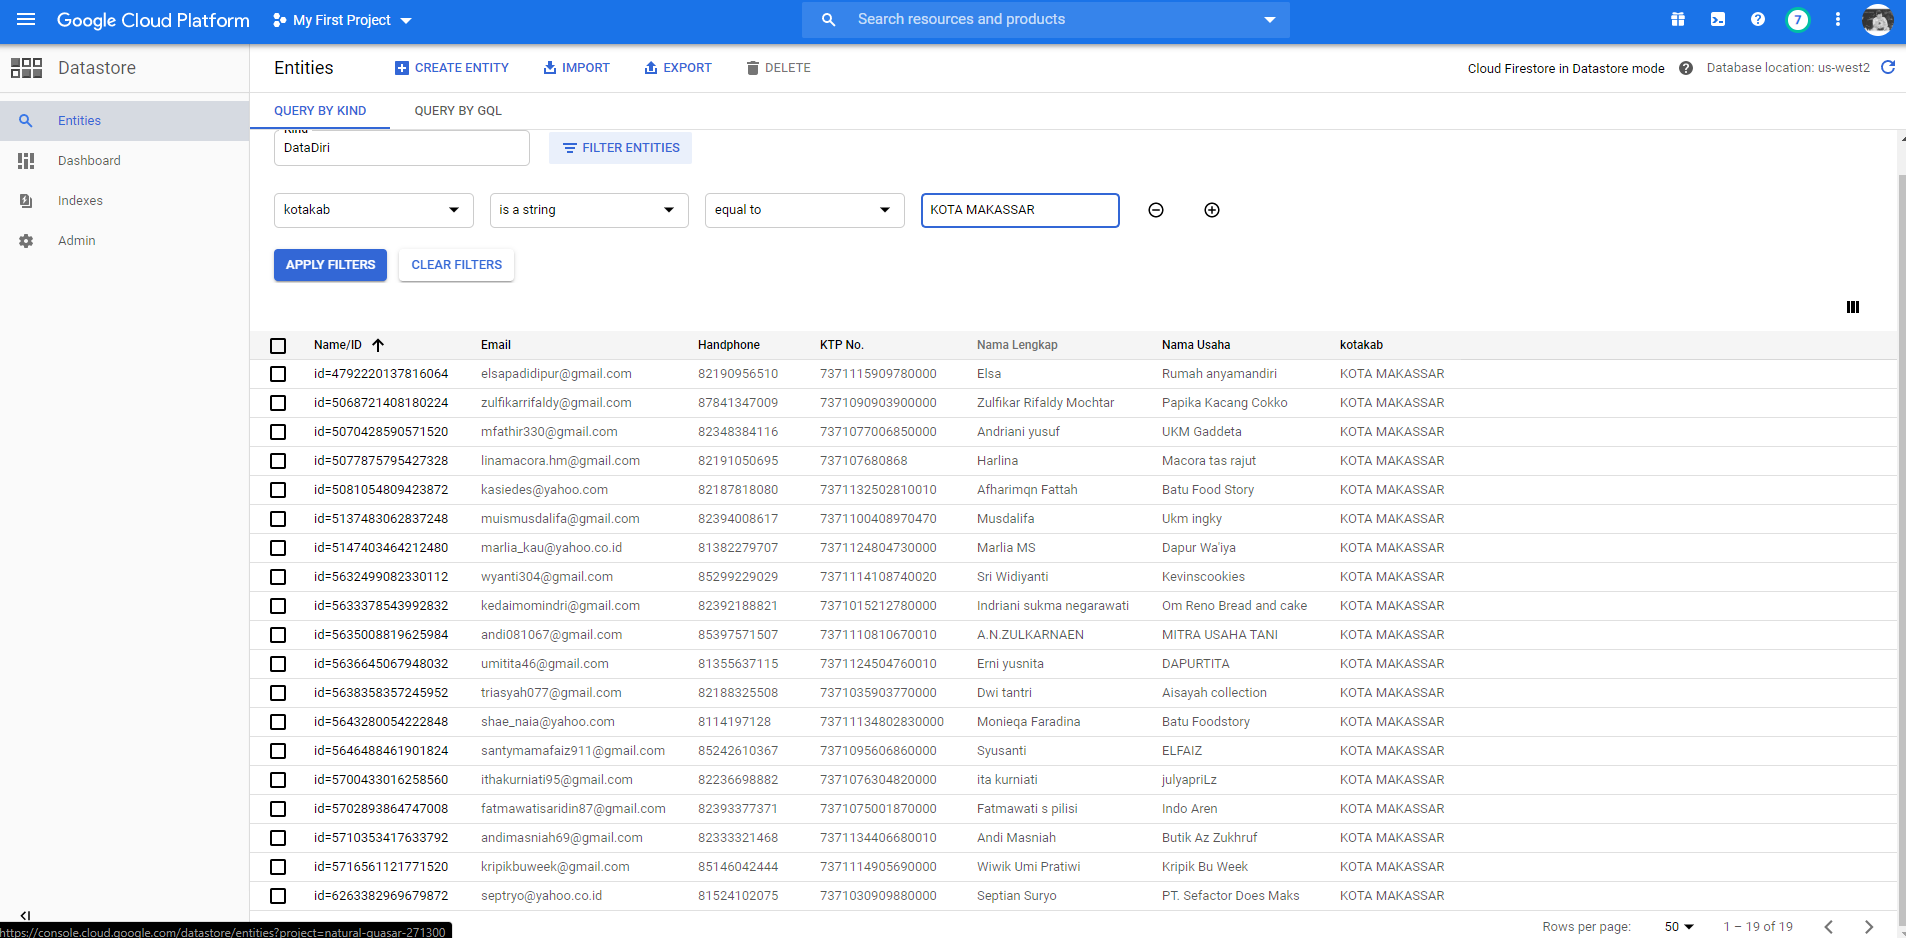 Google Cloud Platform My First Project Search resources and products 7
Datastore Entities CREATE ENTITY IMPORT EXPORT DELETE Cloud Firestore in Datastore mode Database location: us-west2
Entities
Dashboard
Indexes
Admin
QUERY BY KIND QUERY BY GQL
Kind
DataDiri FILTER ENTITIES
kotakab is a string equal to KOTA MAKASSAR
APPLY FILTERS CLEAR FILTERS
Name/ID Email Handphone KTP No. Nama Lengkap Nama Usaha kotakab
id=4792220137816064 elsapadidipur@gmail.com 82190956510 7371115909780000 Elsa Rumah anyamandiri KOTA MAKASSAR
id=5068721408180224 zulfikarrifaldy@gmail.com 87841347009 7371090903900000 Zulfikar Rifaldy Mochtar Papika Kacang Cokko KOTA MAKASSAR
id=5070428590571520 mfathir330@gmail.com 82348384116 7371077006850000 Andriani yusuf UKM Gaddeta KOTA MAKASSAR
id=5077875795427328 linamacora.hm@gmail.com 82191050695 737107680868 Harlina Macora tas rajut KOTA MAKASSAR
id=5081054809423872 kasiedes@yahoo.com 82187818080 7371132502810010 Afharimqn Fattah Batu Food Story KOTA MAKASSAR
id=5137483062837248 muismusdalifa@gmail.com 82394008617 7371100408970470 Musdalifa Ukm ingky KOTA MAKASSAR
id=5147403464212480 marlia_kau@yahoo.co.id 81382279707 7371124804730000 Marlia MS Dapur Wa'iya KOTA MAKASSAR
id=5632499082330112 wyanti304@gmail.com 85299229029 7371114108740020 Sri Widiyanti Kevinscookies KOTA MAKASSAR
id=5633378543992832 kedaimomindri@gmail.com 82392188821 7371015212780000 Indriani sukma negarawati Om Reno Bread and cake KOTA MAKASSAR
id=5635008819625984 andi081067@gmail.com 85397571507 7371110810670010 A.N.ZULKARNAEN MITRA USAHA TANI KOTA MAKASSAR
id=5636645067948032 umitita46@gmail.com 81355637115 7371124504760010 Erni yusnita DAPURTITA KOTA MAKASSAR
id=5638358357245952 triasyah077@gmail.com 82188325508 7371035903770000 Dwi tantri Aisayah collection KOTA MAKASSAR
id=5643280054222848 shae_naia@yahoo.com 8114197128 73711134802830000 Monieqa Faradina Batu Foodstory KOTA MAKASSAR
id=5646488461901824 santymamafaiz911@gmail.com 85242610367 7371095606860000 Syusanti ELFAIZ KOTA MAKASSAR
id=5700433016258560 ithakurniati95@gmail.com 82236698882 7371076304820000 ita kurniati julyapriLz KOTA MAKASSAR
id=5702893864747008 fatmawatisaridin87@gmail.com 82393377371 7371075001870000 Fatmawati s pilisi Indo Aren KOTA MAKASSAR
id=5710353417633792 andimasniah69@gmail.com 82333321468 7371134406680010 Andi Masniah Butik Az Zukhruf KOTA MAKASSAR
id=5716561121771520 kripikbuweek@gmail.com 85146042444 7371114905690000 Wiwik Umi Pratiwi Kripik Bu Week KOTA MAKASSAR
id=6263382969679872 septryo@yahoo.co.id 81524102075 7371030909880000 Septian Suryo PT. Sefactor Does Maks KOTA MAKASSAR
Rows per page: 50 1 – 19 of 19
https://console.cloud.google.com/datastore/entities?project=natural-quasar-271300